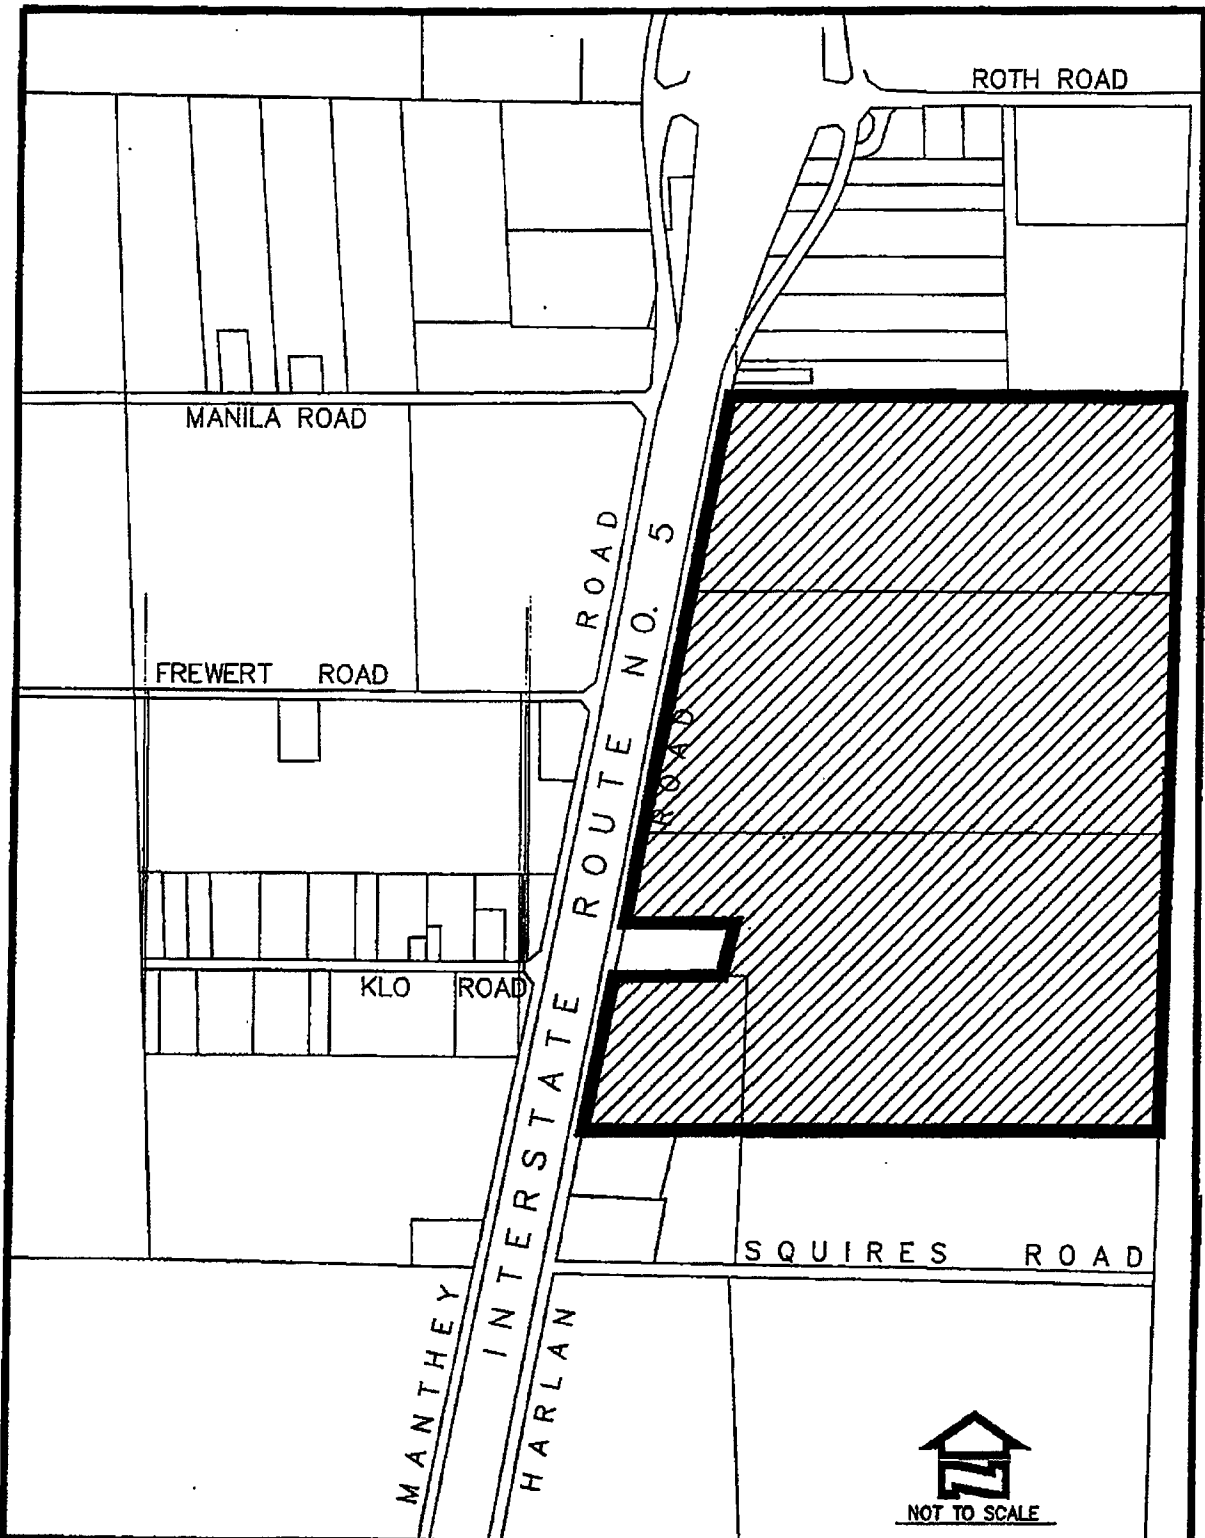 ROTH ROAD
MANILA ROAD
ROAD
INTERSTATE ROUTE NO. 5
FREWERT ROAD
ROAD
KLO ROAD
SQUIRES ROAD
MANTHEY
HARLAN
N
NOT TO SCALE